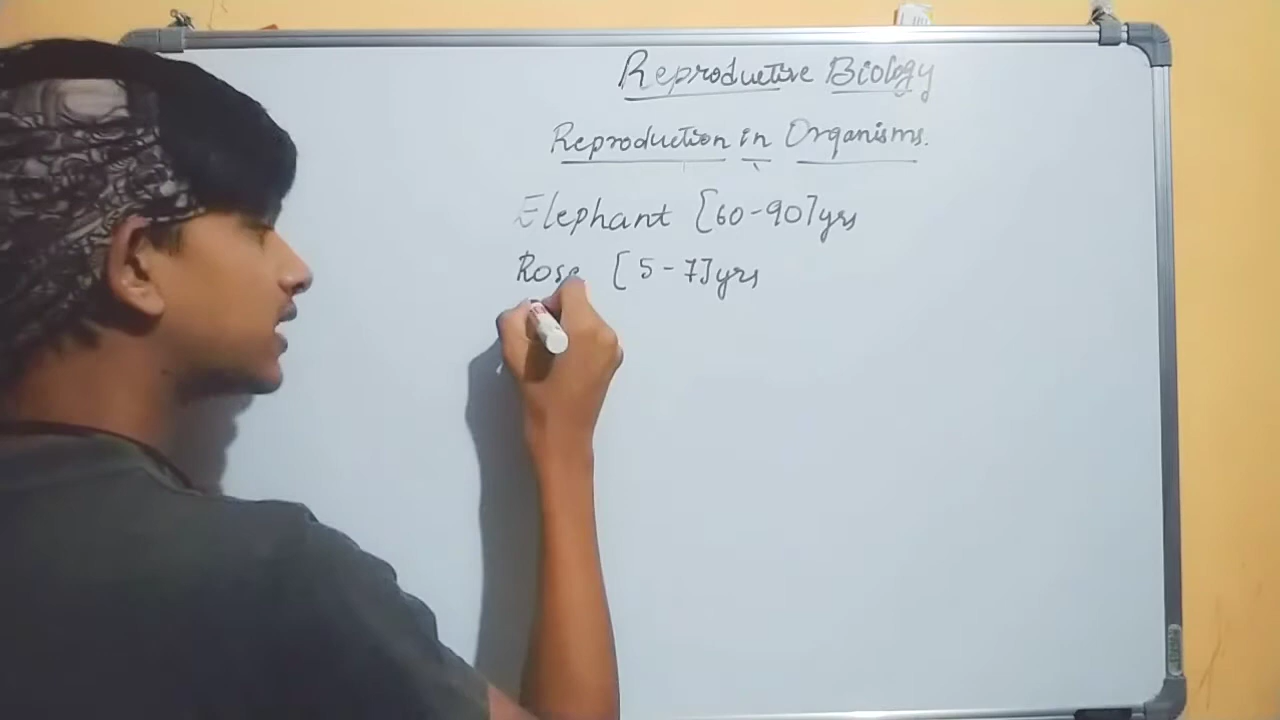 Reproductive Biology
Reproduction in Organisms.
Elephant [60-90]yrs
Rose [5-7]yrs